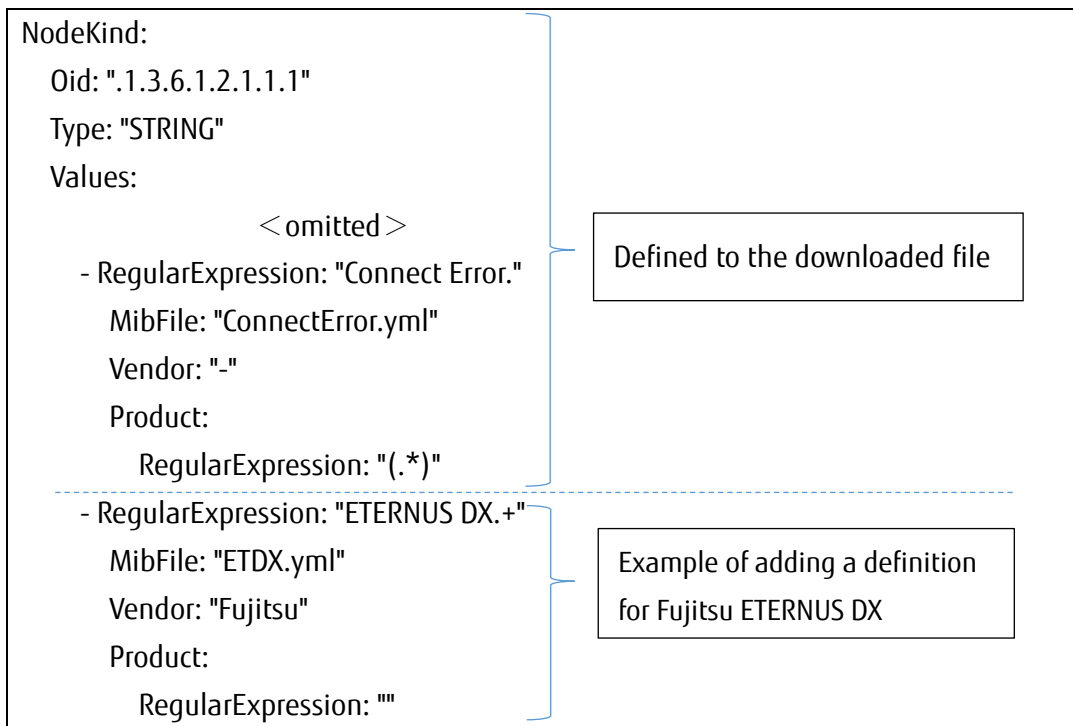 NodeKind:
Oid: ".1.3.6.1.2.1.1.1"
Type: "STRING"
Values:
＜omitted＞
- RegularExpression: "Connect Error."
MibFile: "ConnectError.yml"
Vendor: "-"
Product:
RegularExpression: "(.*)"
Defined to the downloaded file
- RegularExpression: "ETERNUS DX.+"
MibFile: "ETDX.yml"
Vendor: "Fujitsu"
Product:
RegularExpression: ""
Example of adding a definition
for Fujitsu ETERNUS DX